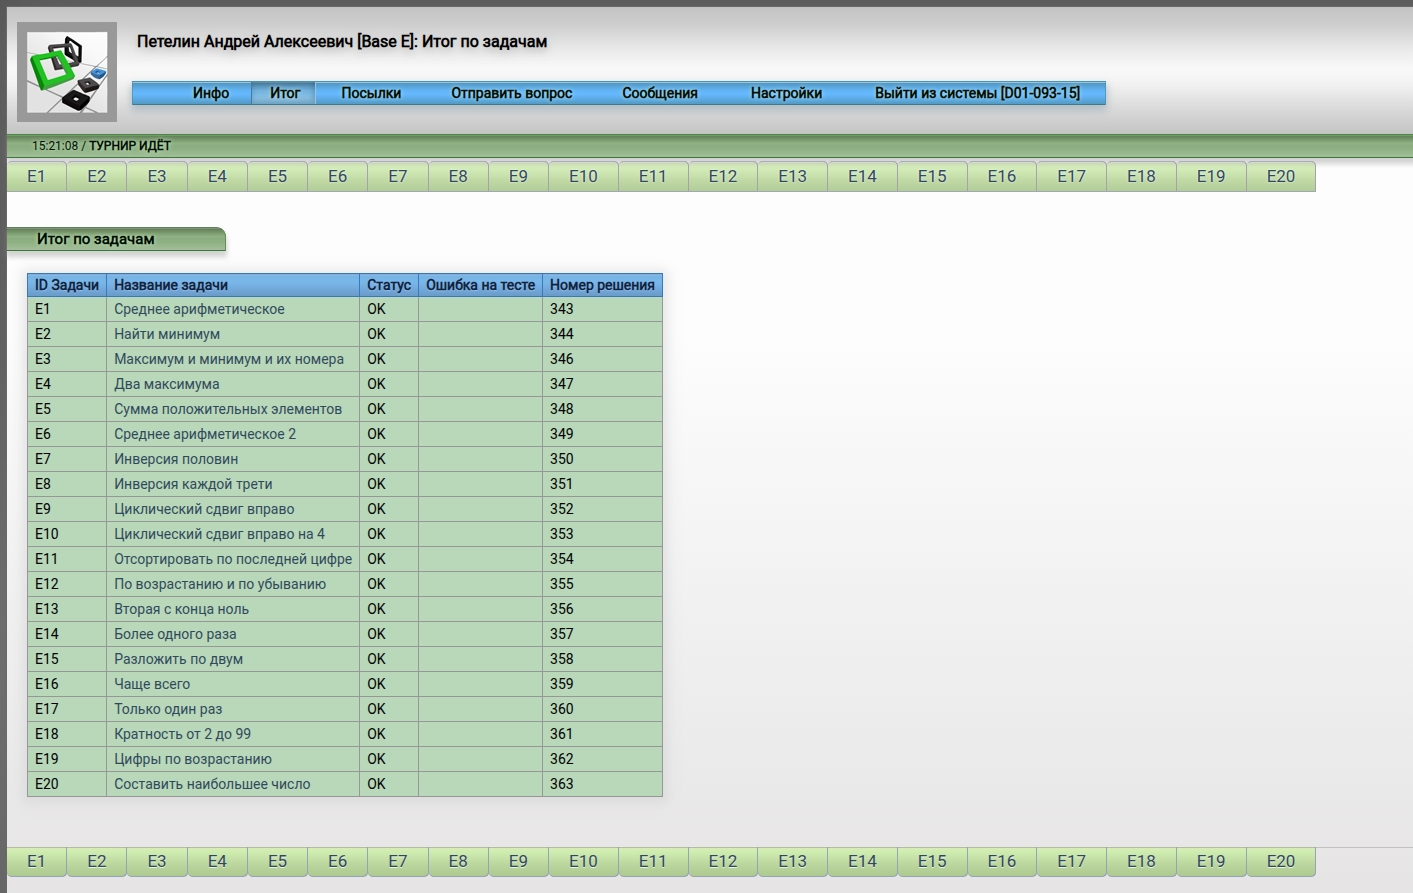 Петелин Андрей Алексеевич [Base E]: Итог по задачам
Инфо Итог Посылки Отправить вопрос Сообщения Настройки Выйти из системы [D01-093-15]
15:21:08 / ТУРНИР ИДЁТ
E1 E2 E3 E4 E5 E6 E7 E8 E9 E10 E11 E12 E13 E14 E15 E16 E17 E18 E19 E20
Итог по задачам
ID Задачи Название задачи Статус Ошибка на тесте Номер решения
E1 Среднее арифметическое OK 343
E2 Найти минимум OK 344
E3 Максимум и минимум и их номера OK 346
E4 Два максимума OK 347
E5 Сумма положительных элементов OK 348
E6 Среднее арифметическое 2 OK 349
E7 Инверсия половин OK 350
E8 Инверсия каждой трети OK 351
E9 Циклический сдвиг вправо OK 352
E10 Циклический сдвиг вправо на 4 OK 353
E11 Отсортировать по последней цифре OK 354
E12 По возрастанию и по убыванию OK 355
E13 Вторая с конца ноль OK 356
E14 Более одного раза OK 357
E15 Разложить по двум OK 358
E16 Чаще всего OK 359
E17 Только один раз OK 360
E18 Кратность от 2 до 99 OK 361
E19 Цифры по возрастанию OK 362
E20 Составить наибольшее число OK 363
E1 E2 E3 E4 E5 E6 E7 E8 E9 E10 E11 E12 E13 E14 E15 E16 E17 E18 E19 E20